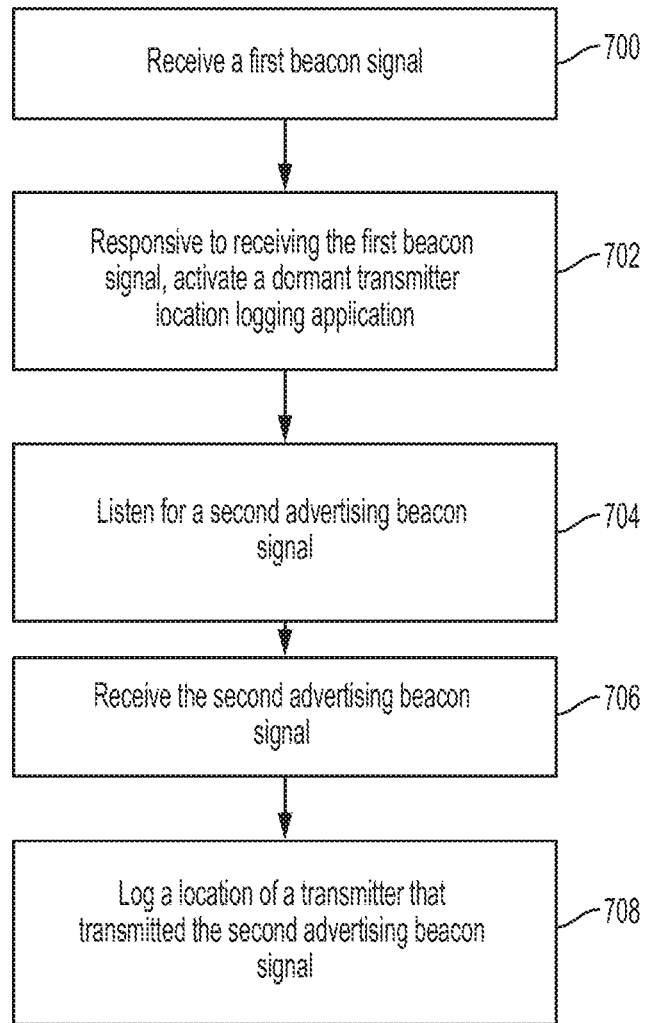 Receive a first beacon signal
700
Responsive to receiving the first beacon
signal, activate a dormant transmitter
location logging application
702
Listen for a second advertising beacon
signal
704
Receive the second advertising beacon
signal
706
Log a location of a transmitter that
transmitted the second advertising beacon
signal
708